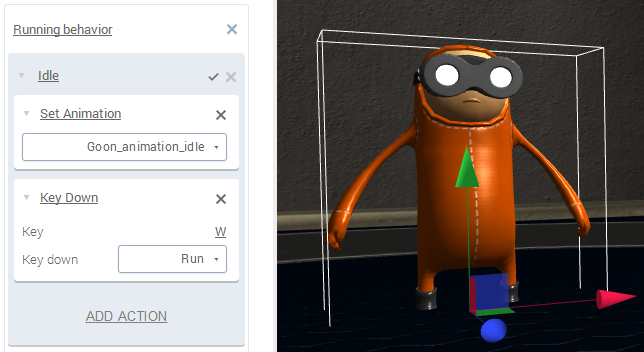 Running behavior
Idle
Set Animation
Goon_animation_idle
Key Down
Key W
Key down Run
ADD ACTION